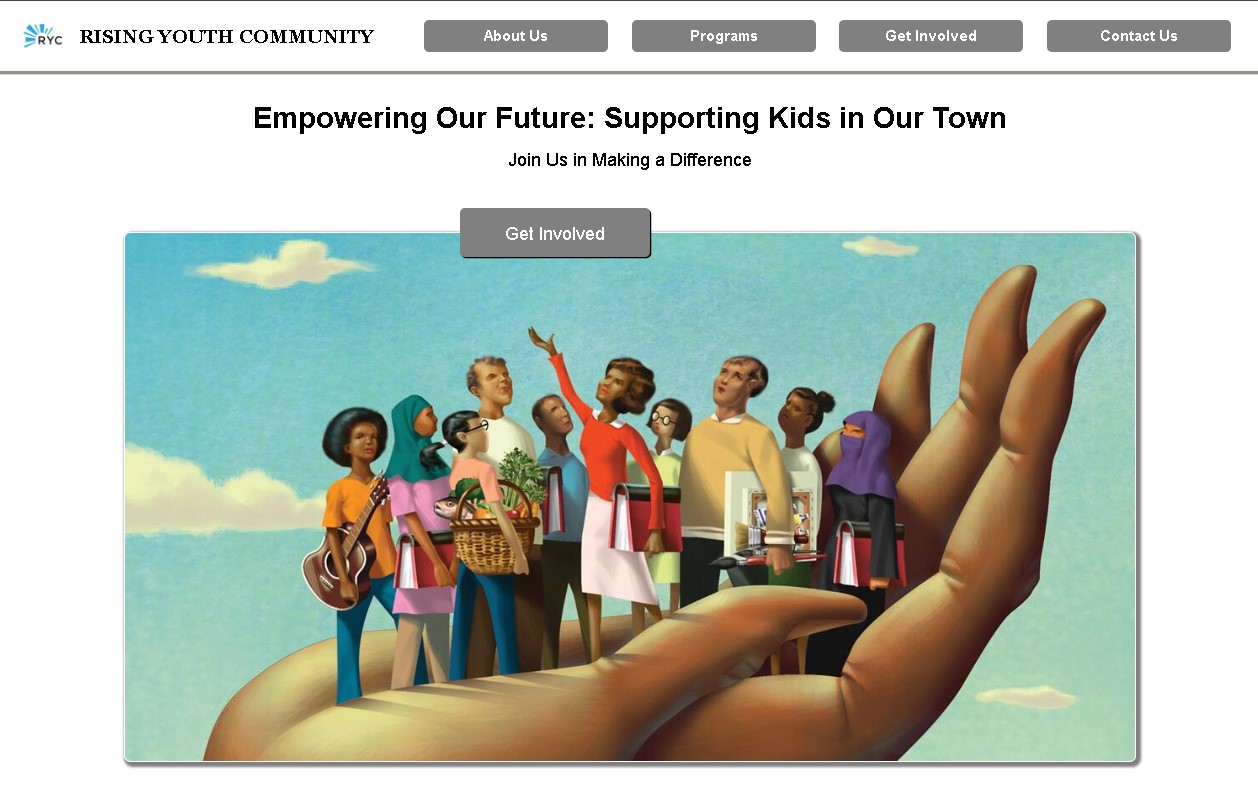 RYC
RISING YOUTH COMMUNITY
About Us
Programs
Get Involved
Contact Us
Empowering Our Future: Supporting Kids in Our Town
Join Us in Making a Difference
Get Involved